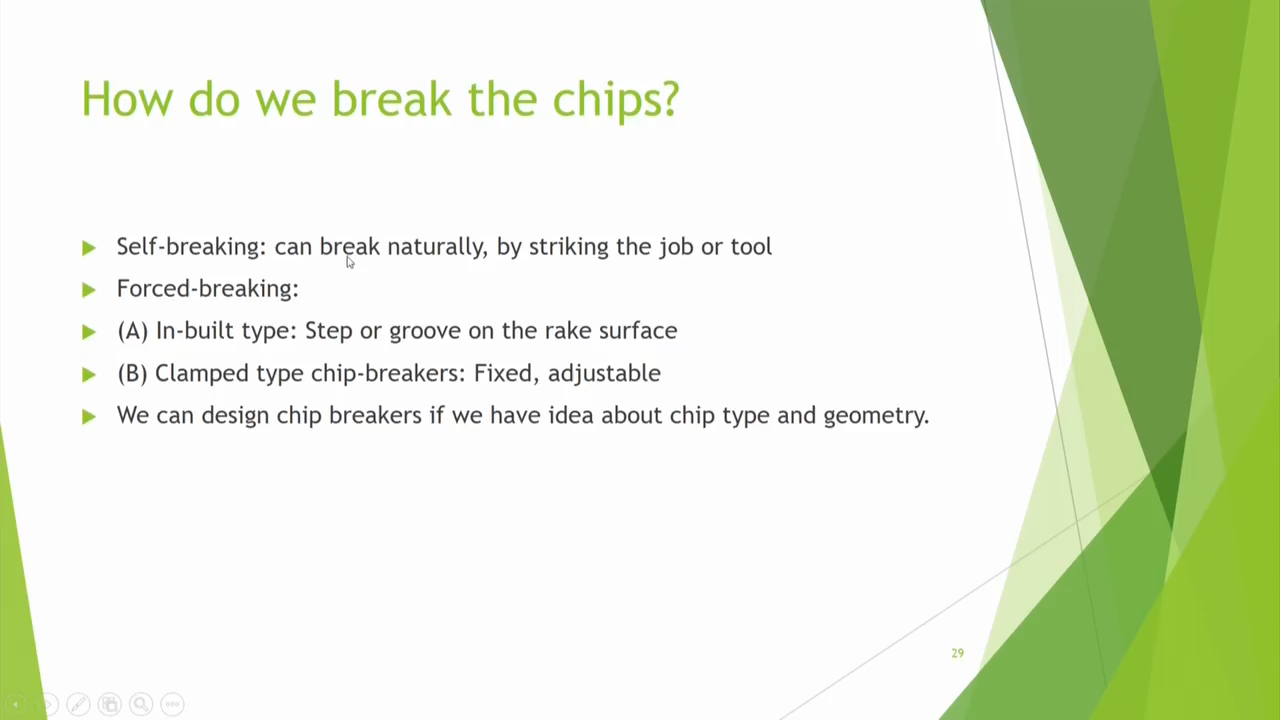 How do we break the chips?
Self-breaking: can break naturally, by striking the job or tool
Forced-breaking:
(A) In-built type: Step or groove on the rake surface
(B) Clamped type chip-breakers: Fixed, adjustable
We can design chip breakers if we have idea about chip type and geometry.
29